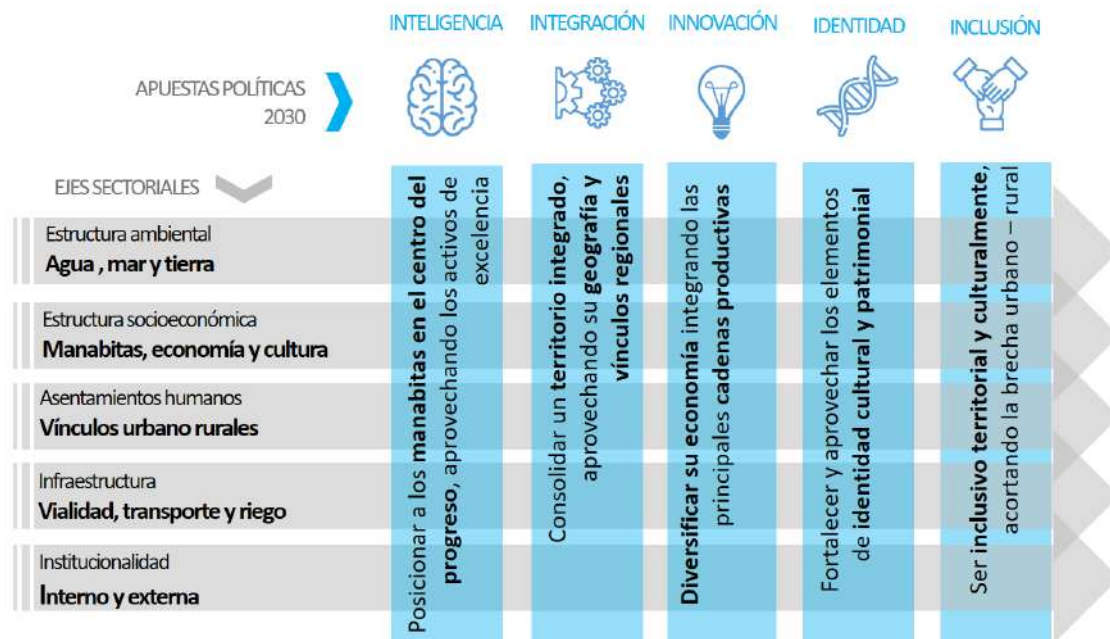 INTELIGENCIA
INTEGRACIÓN
INNOVACIÓN
IDENTIDAD
INCLUSIÓN
APUESTAS POLÍTICAS
2030
EJES SECTORIALES
Estructura ambiental
Agua , mar y tierra
Estructura socioeconómica
Manabitas, economía y cultura
Asentamientos humanos
Vínculos urbano rurales
Infraestructura
Vialidad, transporte y riego
Institucionalidad
Interno y externa
Posicionar a los manabitas en el centro del
progreso, aprovechando los activos de
excelencia
Consolidar un territorio integrado,
aprovechando su geografía y
vínculos regionales
Diversificar su economía integrando las
principales cadenas productivas
Fortalecer y aprovechar los elementos
de identidad cultural y patrimonial
Ser inclusivo territorial y culturalmente,
acortando la brecha urbano – rural